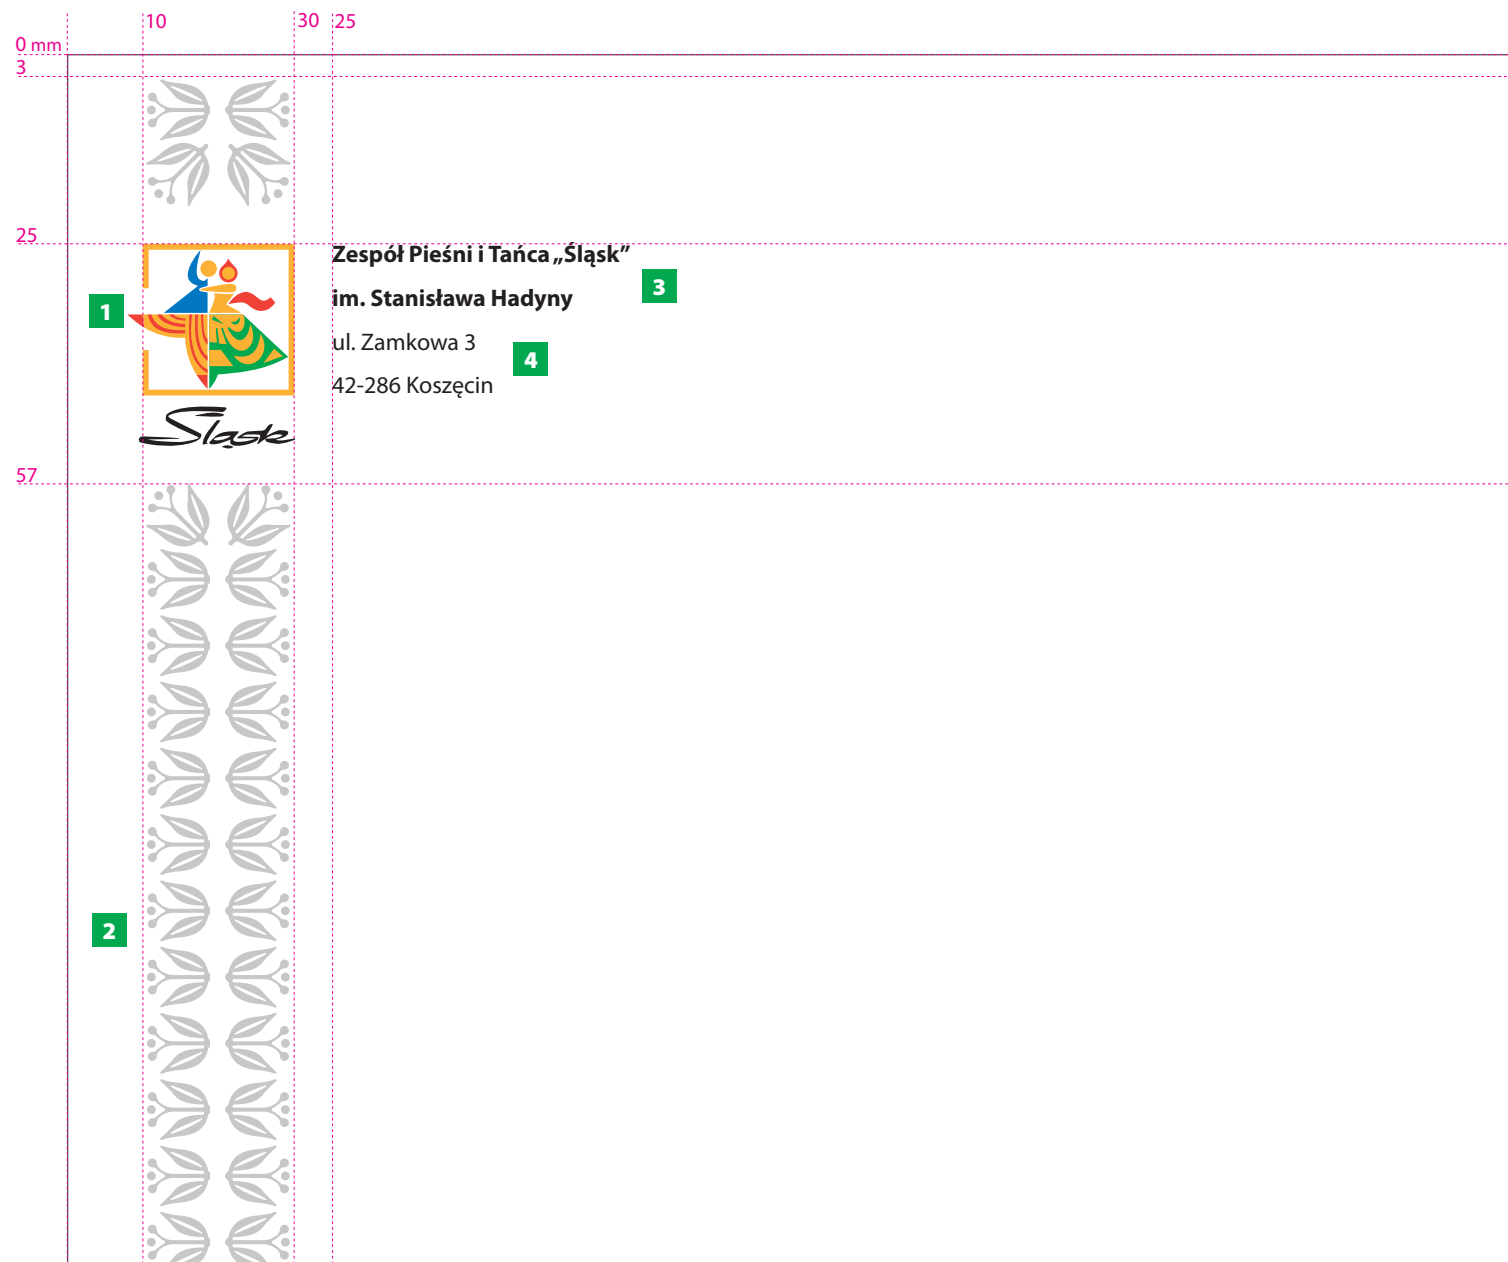 10 30 25
0 mm
3
25
Zespół Pieśni i Tańca „Śląsk”
3
im. Stanisława Hadyny
1
ul. Zamkowa 3
4
42-286 Koszęcin
Śląsk
57
2